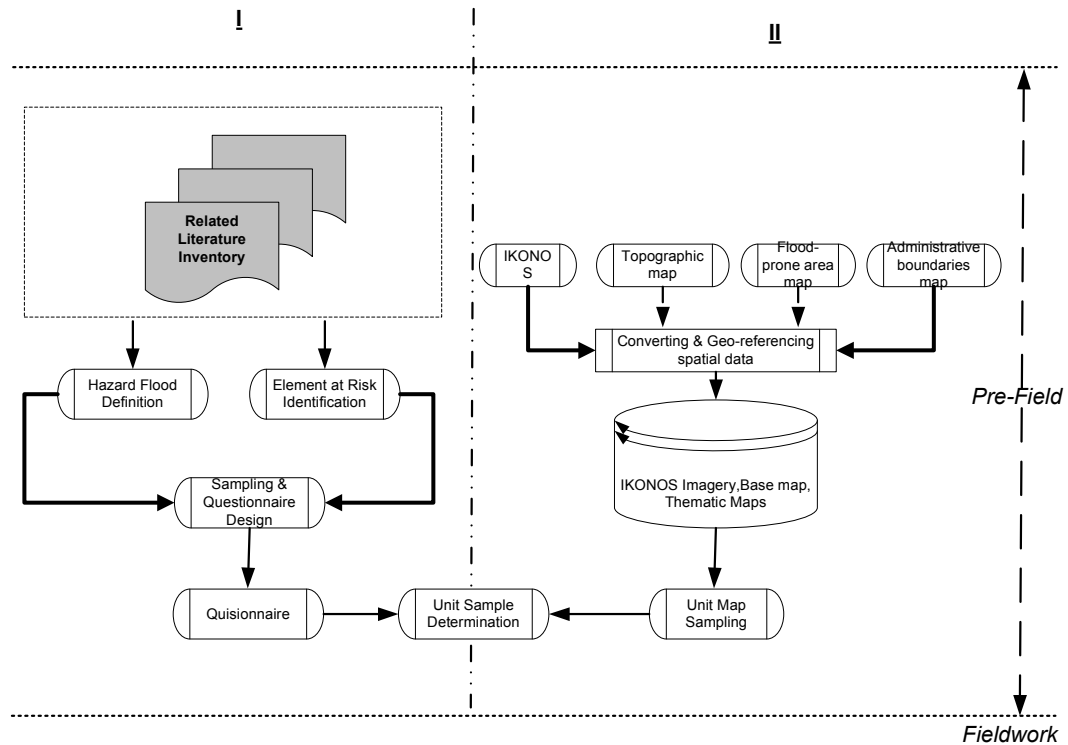 I
II
Related
Literature
Inventory
IKONO
S
Topographic
map
Flood-
prone area
map
Administrative
boundaries
map
Converting & Geo-referencing
spatial data
Hazard Flood
Definition
Element at Risk
Identification
Pre-Field
IKONOS Imagery,Base map,
Thematic Maps
Sampling &
Questionnaire
Design
Quisionnaire
Unit Sample
Determination
Unit Map
Sampling
Fieldwork